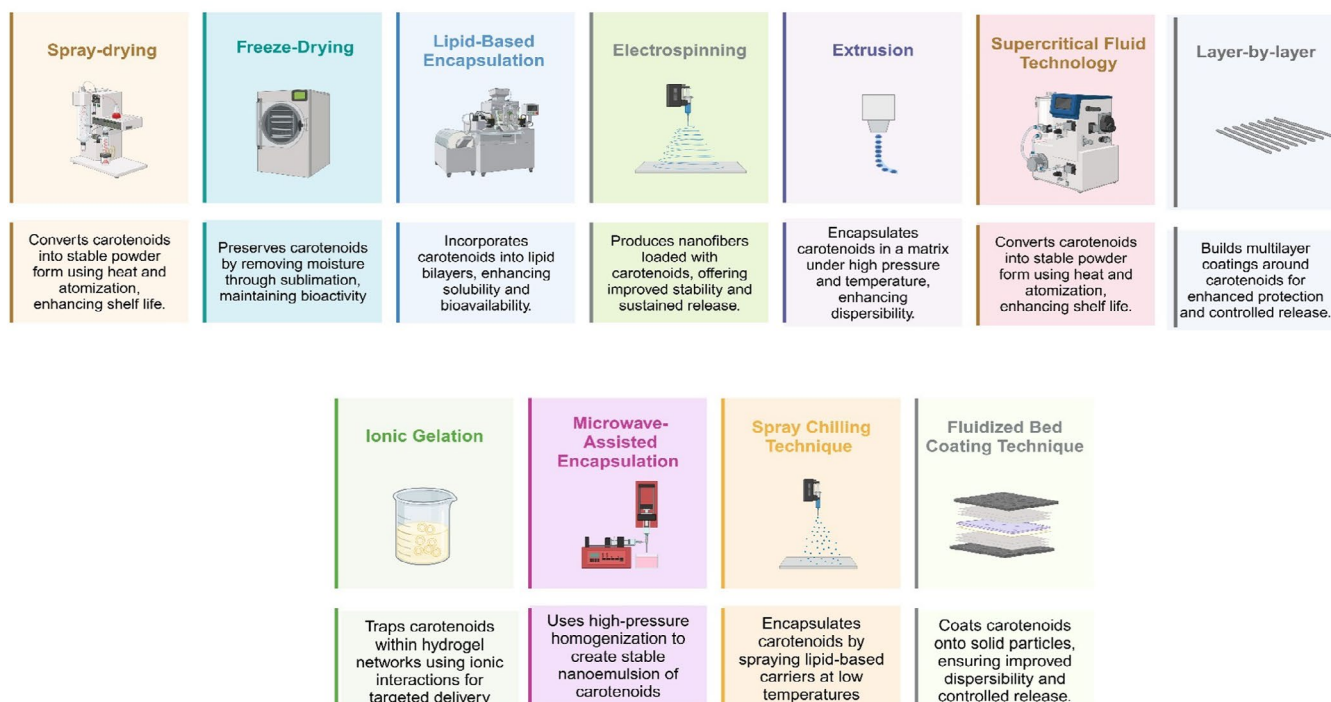 Spray-drying
Converts carotenoids
into stable powder
form using heat and
atomization,
enhancing shelf life.
Freeze-Drying
Preserves carotenoids
by removing moisture
through sublimation,
maintaining bioactivity
Lipid-Based
Encapsulation
Incorporates
carotenoids into lipid
bilayers, enhancing
solubility and
bioavailability.
Electrospinning
Produces nanofibers
loaded with
carotenoids, offering
improved stability and
sustained release.
Extrusion
Encapsulates
carotenoids in a matrix
under high pressure
and temperature,
enhancing
dispersibility.
Supercritical Fluid
Technology
Converts carotenoids
into stable powder
form using heat and
atomization,
enhancing shelf life.
Layer-by-layer
Builds multilayer
coatings around
carotenoids for
enhanced protection
and controlled release.
Ionic Gelation
Traps carotenoids
within hydrogel
networks using ionic
interactions for
targeted delivery
Microwave-
Assisted
Encapsulation
Uses high-pressure
homogenization to
create stable
nanoemulsion of
carotenoids
Spray Chilling
Technique
Encapsulates
carotenoids by
spraying lipid-based
carriers at low
temperatures
Fluidized Bed
Coating Technique
Coats carotenoids
onto solid particles,
ensuring improved
dispersibility and
controlled release.